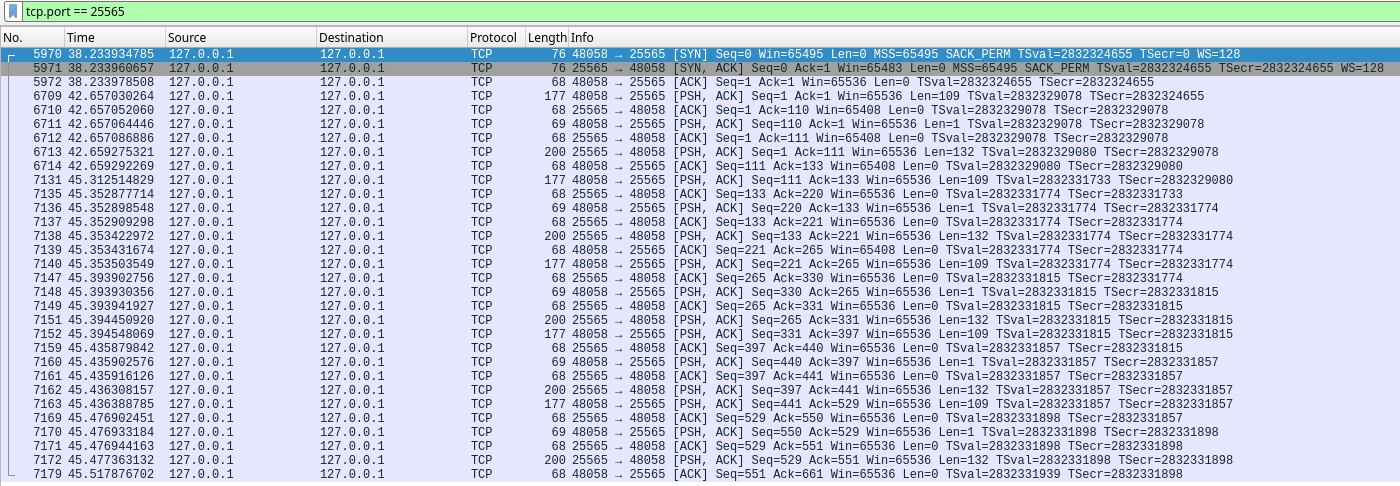 tcp.port == 25565
No. Time Source Destination Protocol Length Info
5970 38.233934785 127.0.0.1 127.0.0.1 TCP 76 48058 → 25565 [SYN] Seq=0 Win=65495 Len=0 MSS=65495 SACK_PERM TSval=2832324655 TSecr=0 WS=128
5971 38.233960657 127.0.0.1 127.0.0.1 TCP 76 25565 → 48058 [SYN, ACK] Seq=0 Ack=1 Win=65483 Len=0 MSS=65495 SACK_PERM TSval=2832324655 TSecr=2832324655 WS=128
5972 38.233978508 127.0.0.1 127.0.0.1 TCP 68 48058 → 25565 [ACK] Seq=1 Ack=1 Win=65536 Len=0 TSval=2832324655 TSecr=2832324655
6709 42.657030264 127.0.0.1 127.0.0.1 TCP 177 48058 → 25565 [PSH, ACK] Seq=1 Ack=1 Win=65536 Len=109 TSval=2832329078 TSecr=2832324655
6710 42.657052060 127.0.0.1 127.0.0.1 TCP 68 25565 → 48058 [ACK] Seq=1 Ack=110 Win=65408 Len=0 TSval=2832329078 TSecr=2832329078
6711 42.657064446 127.0.0.1 127.0.0.1 TCP 69 48058 → 25565 [PSH, ACK] Seq=110 Ack=1 Win=65536 Len=1 TSval=2832329078 TSecr=2832329078
6712 42.657086886 127.0.0.1 127.0.0.1 TCP 68 25565 → 48058 [ACK] Seq=1 Ack=111 Win=65408 Len=0 TSval=2832329078 TSecr=2832329078
6713 42.659275321 127.0.0.1 127.0.0.1 TCP 200 25565 → 48058 [PSH, ACK] Seq=1 Ack=111 Win=65536 Len=132 TSval=2832329080 TSecr=2832329078
6714 42.659292269 127.0.0.1 127.0.0.1 TCP 68 48058 → 25565 [ACK] Seq=111 Ack=133 Win=65408 Len=0 TSval=2832329080 TSecr=2832329080
7131 45.312514829 127.0.0.1 127.0.0.1 TCP 177 48058 → 25565 [PSH, ACK] Seq=111 Ack=133 Win=65536 Len=109 TSval=2832331733 TSecr=2832329080
7135 45.352877714 127.0.0.1 127.0.0.1 TCP 68 25565 → 48058 [ACK] Seq=133 Ack=220 Win=65536 Len=0 TSval=2832331774 TSecr=2832331733
7136 45.352898548 127.0.0.1 127.0.0.1 TCP 69 48058 → 25565 [PSH, ACK] Seq=220 Ack=133 Win=65536 Len=1 TSval=2832331774 TSecr=2832331774
7137 45.352909298 127.0.0.1 127.0.0.1 TCP 68 25565 → 48058 [ACK] Seq=133 Ack=221 Win=65536 Len=0 TSval=2832331774 TSecr=2832331774
7138 45.353422972 127.0.0.1 127.0.0.1 TCP 200 25565 → 48058 [PSH, ACK] Seq=133 Ack=221 Win=65536 Len=132 TSval=2832331774 TSecr=2832331774
7139 45.353431674 127.0.0.1 127.0.0.1 TCP 68 48058 → 25565 [ACK] Seq=221 Ack=265 Win=65408 Len=0 TSval=2832331774 TSecr=2832331774
7140 45.353503549 127.0.0.1 127.0.0.1 TCP 177 48058 → 25565 [PSH, ACK] Seq=221 Ack=265 Win=65536 Len=109 TSval=2832331774 TSecr=2832331774
7147 45.393902756 127.0.0.1 127.0.0.1 TCP 68 25565 → 48058 [ACK] Seq=265 Ack=330 Win=65536 Len=0 TSval=2832331815 TSecr=2832331774
7148 45.393930356 127.0.0.1 127.0.0.1 TCP 69 48058 → 25565 [PSH, ACK] Seq=330 Ack=265 Win=65536 Len=1 TSval=2832331815 TSecr=2832331815
7149 45.393941927 127.0.0.1 127.0.0.1 TCP 68 25565 → 48058 [ACK] Seq=265 Ack=331 Win=65536 Len=0 TSval=2832331815 TSecr=2832331815
7151 45.394450920 127.0.0.1 127.0.0.1 TCP 200 25565 → 48058 [PSH, ACK] Seq=265 Ack=331 Win=65536 Len=132 TSval=2832331815 TSecr=2832331815
7152 45.394548069 127.0.0.1 127.0.0.1 TCP 177 48058 → 25565 [PSH, ACK] Seq=331 Ack=397 Win=65536 Len=109 TSval=2832331815 TSecr=2832331815
7159 45.435879842 127.0.0.1 127.0.0.1 TCP 68 25565 → 48058 [ACK] Seq=397 Ack=440 Win=65536 Len=0 TSval=2832331857 TSecr=2832331815
7160 45.435902576 127.0.0.1 127.0.0.1 TCP 69 48058 → 25565 [PSH, ACK] Seq=440 Ack=397 Win=65536 Len=1 TSval=2832331857 TSecr=2832331857
7161 45.435916126 127.0.0.1 127.0.0.1 TCP 68 25565 → 48058 [ACK] Seq=397 Ack=441 Win=65536 Len=0 TSval=2832331857 TSecr=2832331857
7162 45.436308157 127.0.0.1 127.0.0.1 TCP 200 25565 → 48058 [PSH, ACK] Seq=397 Ack=441 Win=65536 Len=132 TSval=2832331857 TSecr=2832331857
7163 45.436388785 127.0.0.1 127.0.0.1 TCP 177 48058 → 25565 [PSH, ACK] Seq=441 Ack=529 Win=65536 Len=109 TSval=2832331857 TSecr=2832331857
7169 45.476902451 127.0.0.1 127.0.0.1 TCP 68 25565 → 48058 [ACK] Seq=529 Ack=550 Win=65536 Len=0 TSval=2832331898 TSecr=2832331857
7170 45.476933184 127.0.0.1 127.0.0.1 TCP 69 48058 → 25565 [PSH, ACK] Seq=550 Ack=529 Win=65536 Len=1 TSval=2832331898 TSecr=2832331898
7171 45.476944163 127.0.0.1 127.0.0.1 TCP 68 25565 → 48058 [ACK] Seq=529 Ack=551 Win=65536 Len=0 TSval=2832331898 TSecr=2832331898
7172 45.477363132 127.0.0.1 127.0.0.1 TCP 200 25565 → 48058 [PSH, ACK] Seq=529 Ack=551 Win=65536 Len=132 TSval=2832331898 TSecr=2832331898
7179 45.517876702 127.0.0.1 127.0.0.1 TCP 68 48058 → 25565 [ACK] Seq=551 Ack=661 Win=65536 Len=0 TSval=2832331939 TSecr=2832331898